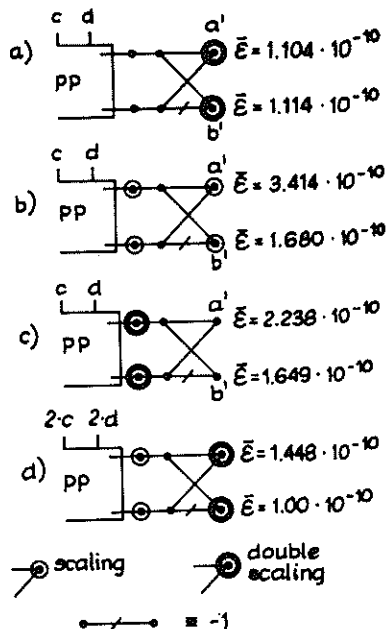 c d
a'
a) ε̄ = 1.104 · 10⁻¹⁰
pp
ε̄ = 1.114 · 10⁻¹⁰
b'
c d
a'
ε̄ = 3.414 · 10⁻¹⁰
b) pp
ε̄ = 1.680 · 10⁻¹⁰
b'
c d
a'
ε̄ = 2.238 · 10⁻¹⁰
c) pp
b' ε̄ = 1.649 · 10⁻¹⁰
2·c 2·d
d) ε̄ = 1.448 · 10⁻¹⁰
pp
ε̄ = 1.00 · 10⁻¹⁰
scaling
double
scaling
≡ -1